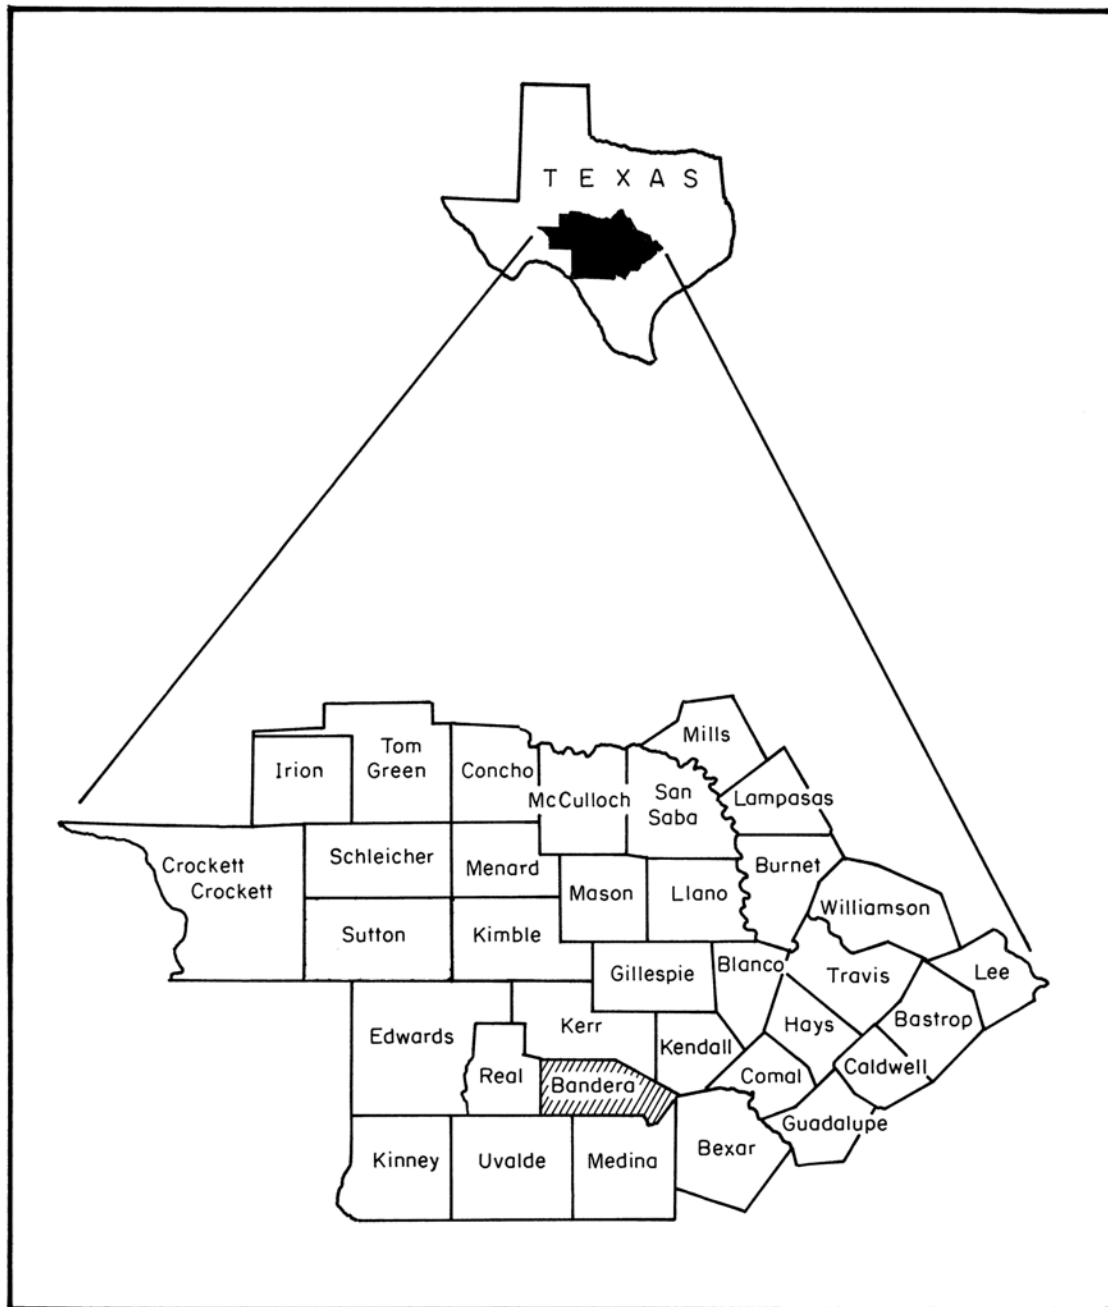 TEXAS
Mills
Tom
Green
Irion
Concho
McCulloch
San
Saba
Lampasas
Crockett
Crockett
Schleicher
Menard
Mason
Llano
Burnet
Williamson
Sutton
Kimble
Gillespie
Blanco
Travis
Lee
Edwards
Kerr
Kendall
Hays
Bastrop
Real
Bandera
Comal
Caldwell
Guadalupe
Kinney
Uvalde
Medina
Bexar